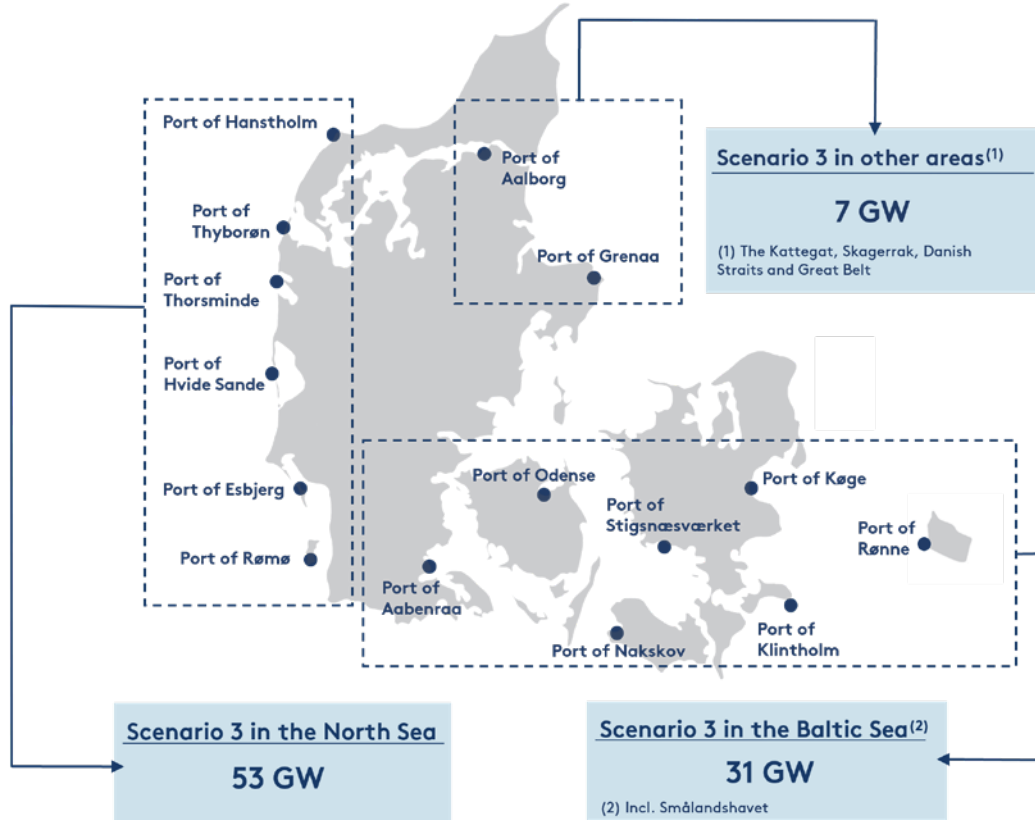 Port of Hanstholm
Port of
Aalborg
Scenario 3 in other areas(1)
7 GW
(1) The Kattegat, Skagerrak, Danish
Straits and Great Belt
Port of
Thyborøn
Port of Grenaa
Port of
Thorsminde
Port of
Hvide Sande
Port of Esbjerg
Port of Odense
Port of Køge
Port of
Stigsnæsværket
Port of
Rønne
Port of Rømø
Port of
Aabenraa
Port of Nakskov
Port of
Klintholm
Scenario 3 in the North Sea
53 GW
Scenario 3 in the Baltic Sea(2)
31 GW
(2) Incl. Smålandshavet